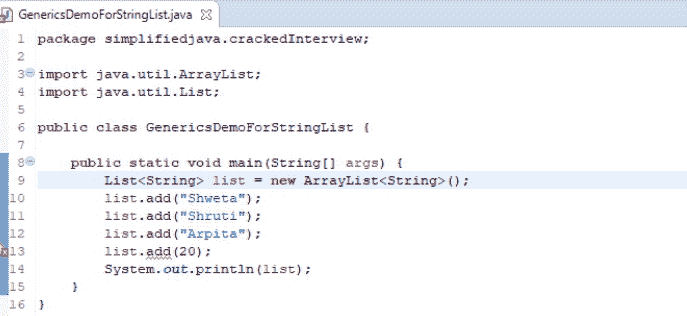 GenericsDemoForStringList.java
1 package simplifiedjava.crackedInterview;
2
3 import java.util.ArrayList;
4 import java.util.List;
5
6 public class GenericsDemoForStringList {
7
8 public static void main(String[] args) {
9 List<String> list = new ArrayList<String>();
10 list.add("Shweta");
11 list.add("Shruti");
12 list.add("Arpita");
13 list.add(20);
14 System.out.println(list);
15 }
16 }